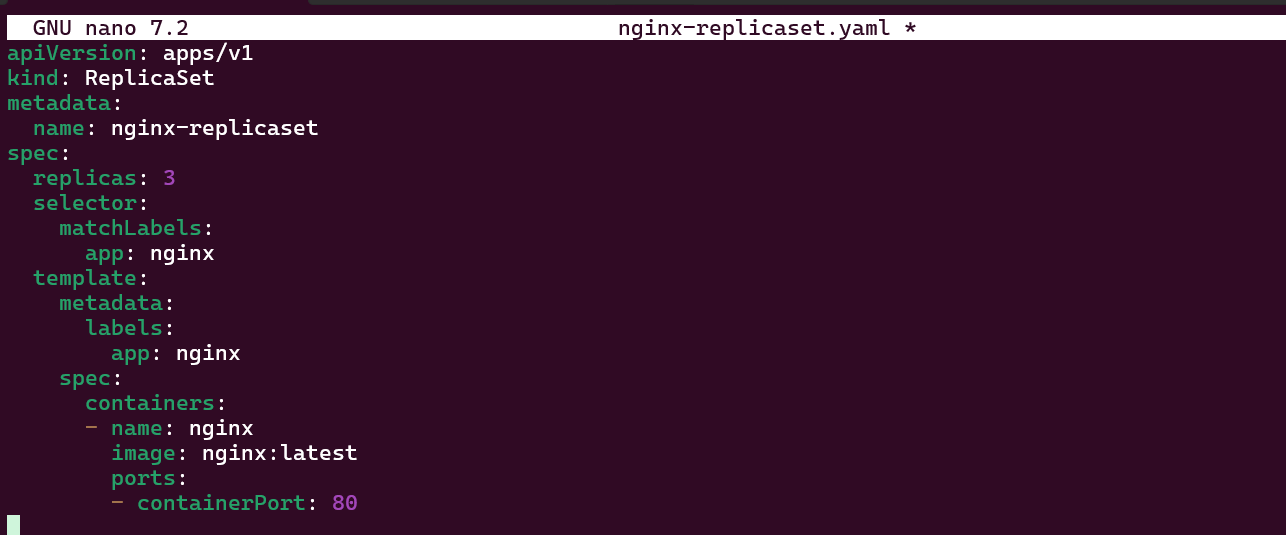 GNU nano 7.2 nginx-replicaset.yaml *
apiVersion: apps/v1
kind: ReplicaSet
metadata:
  name: nginx-replicaset
spec:
  replicas: 3
  selector:
    matchLabels:
      app: nginx
  template:
    metadata:
      labels:
        app: nginx
    spec:
      containers:
      - name: nginx
        image: nginx:latest
        ports:
        - containerPort: 80